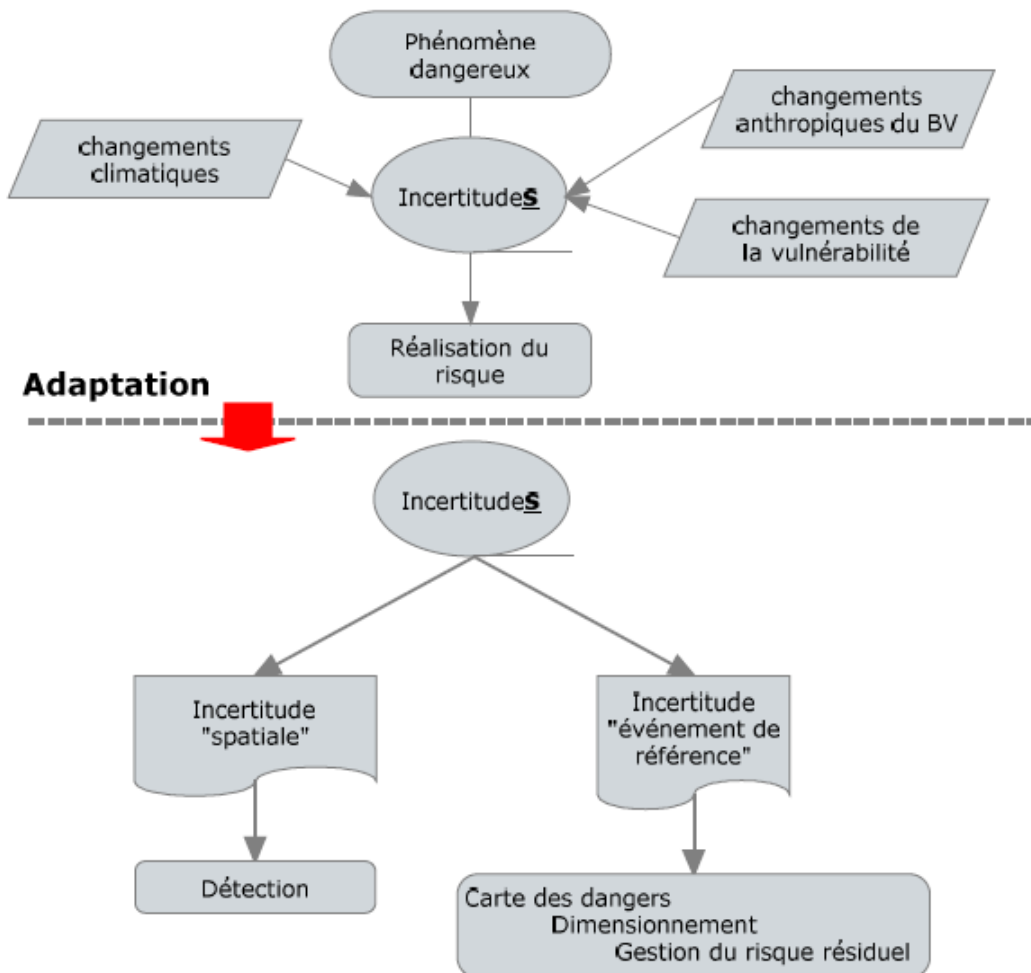 Phénomène
dangereux
changements
climatiques
changements
anthropiques du BV
Incertitudes
changements de
la vulnérabilité
Réalisation du
risque
Adaptation
Incertitudes
Incertitude
"spatiale"
Incertitude
"événement de
référence"
Détection
Carte des dangers
Dimensionnement
Gestion du risque résiduel